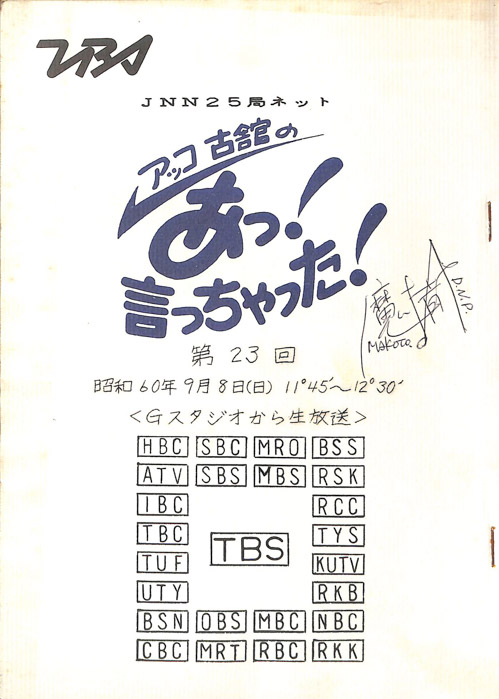 TBS
JNN25局ネット
アッコ 古舘の
あっ!
言っちゃった!
MAKOTO.
D.N.P.
第 23 回
昭和60年9月8日(日) 11°45′〜12°30′
<Gスタジオから生放送>
HBC SBC MRO BSS
ATV SBS MBS RSK
IBC RCC
TBC TBS TYS
TUF KUTV
UTY RKB
BSN OBS MBC NBC
CBC MRT RBC RKK